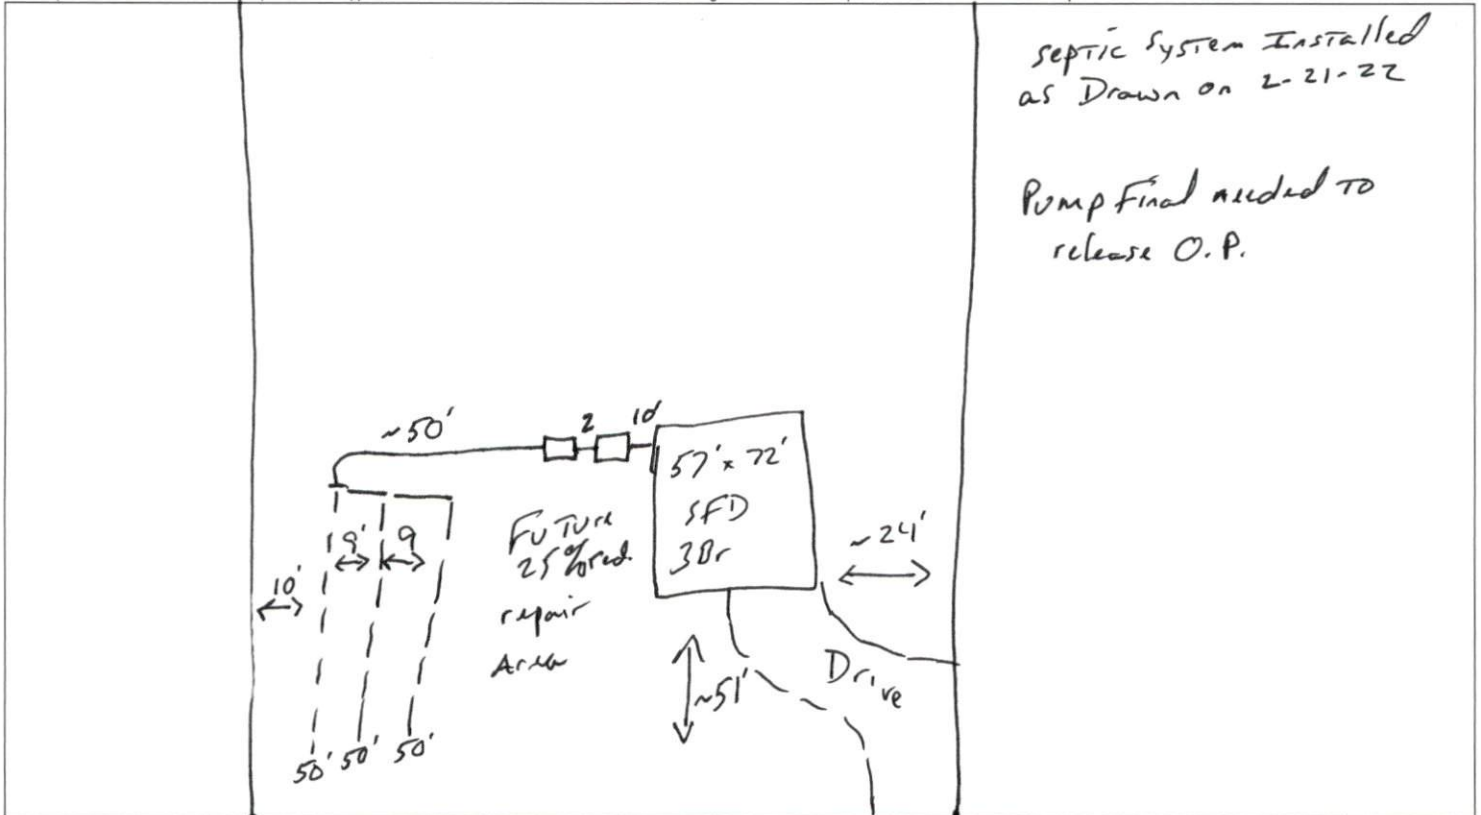 Septic System Installed
as Drawn on 2-21-22
Pump Final needed To
release O.P.
~50'
2
10'
57' x 72'
SFD
3Br
Future
25% red.
repair
Area
~24'
9'
9
10'
Drive
~51'
50'
50'
50'